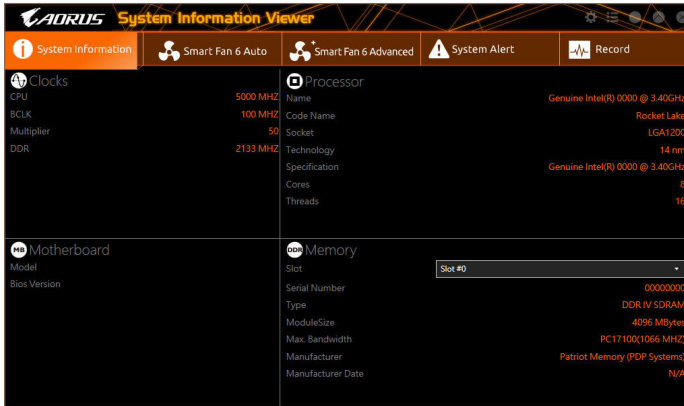 AORUS System Information Viewer
System Information
Smart Fan 6 Auto
Smart Fan 6 Advanced
System Alert
Record
Clocks
CPU 5000 MHZ
BCLK 100 MHZ
Multiplier 50
DDR 2133 MHZ
Processor
Name Genuine Intel(R) 0000 @ 3.40GHz
Code Name Rocket Lake
Socket LGA1200
Technology 14 nm
Specification Genuine Intel(R) 0000 @ 3.40GHz
Cores 8
Threads 16
MB Motherboard
Model
Bios Version
DDR Memory
Slot Slot #0
Serial Number 00000000
Type DDR IV SDRAM
ModuleSize 4096 MBytes
Max. Bandwidth PC17100(1066 MHZ)
Manufacturer Patriot Memory (PDP Systems)
Manufacturer Date N/A